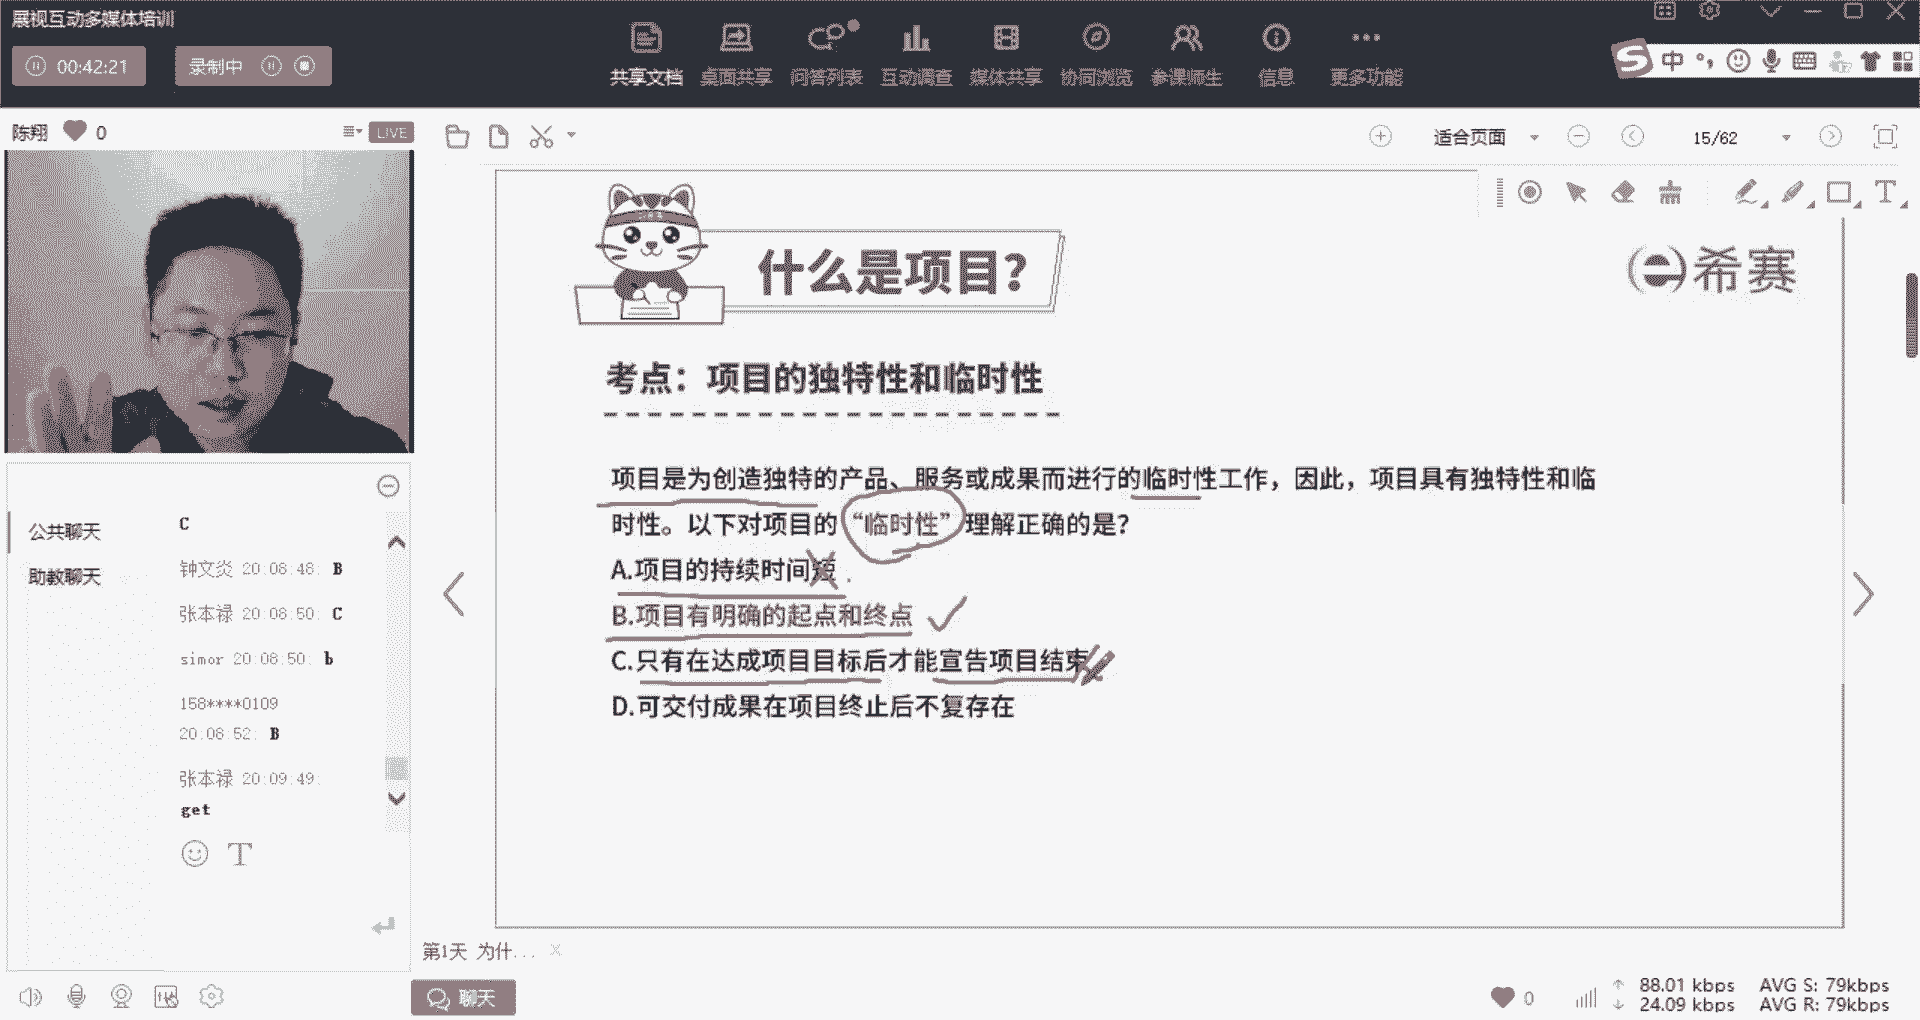 展视互动多媒体培训
00:42:21
录制中
共享文档 桌面共享 问答列表 互动调查 媒体共享 协同浏览 参课师生 信息 更多功能
S 中
陈翔 0 LIVE
适合页面 15/62
T
什么是项目？
希赛
考点：项目的独特性和临时性
项目是为创造独特的产品、服务或成果而进行的临时性工作，因此，项目具有独特性和临
时性。以下对项目的“临时性”理解正确的是？
A.项目的持续时间短
B.项目有明确的起点和终点
C.只有在达成项目目标后才能宣告项目结束
D.可交付成果在项目终止后不复存在
公共聊天
助教聊天
C
钟文炎 20:08:48: B
张本禄 20:08:50: C
simor 20:08:50: b
158****0109
20:08:52: B
张本禄 20:09:49:
get
T
第1天 为什...
聊天
0
88.01 kbps AVG S: 79kbps
24.09 kbps AVG R: 79kbps